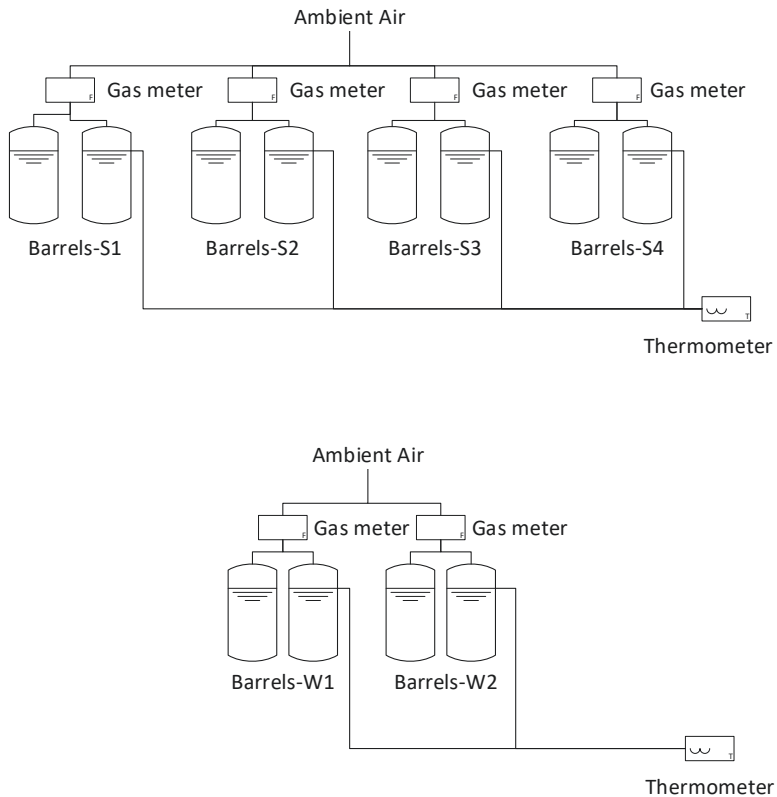 Ambient Air
F Gas meter F Gas meter F Gas meter F Gas meter
Barrels-S1 Barrels-S2 Barrels-S3 Barrels-S4
T
Thermometer
Ambient Air
F Gas meter F Gas meter
Barrels-W1 Barrels-W2
T
Thermometer